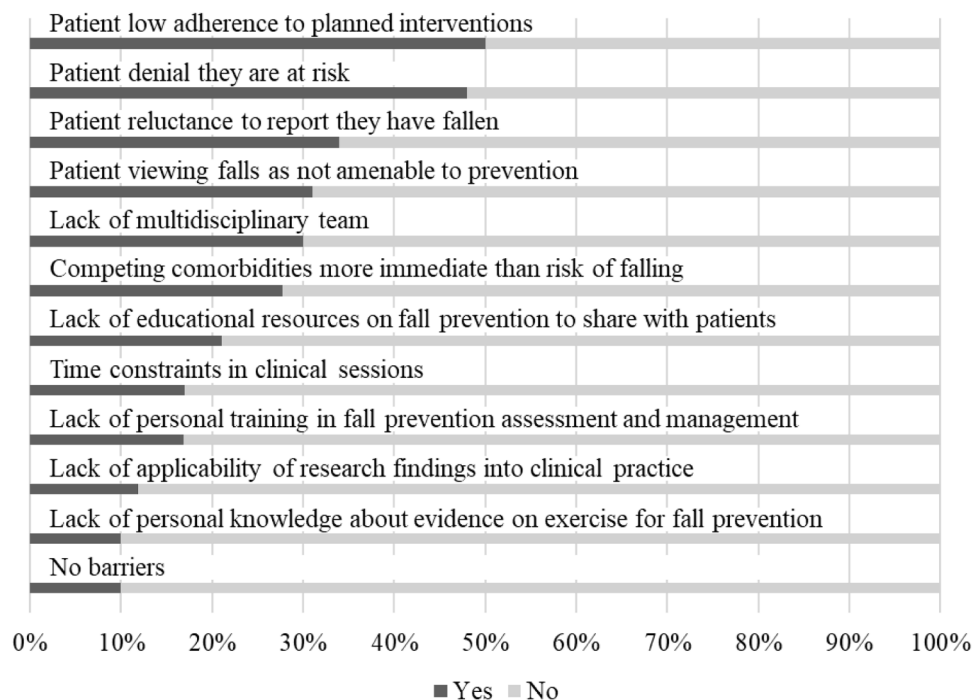 Patient low adherence to planned interventions
Patient denial they are at risk
Patient reluctance to report they have fallen
Patient viewing falls as not amenable to prevention
Lack of multidisciplinary team
Competing comorbidities more immediate than risk of falling
Lack of educational resources on fall prevention to share with patients
Time constraints in clinical sessions
Lack of personal training in fall prevention assessment and management
Lack of applicability of research findings into clinical practice
Lack of personal knowledge about evidence on exercise for fall prevention
No barriers
0% 10% 20% 30% 40% 50% 60% 70% 80% 90% 100%
Yes No